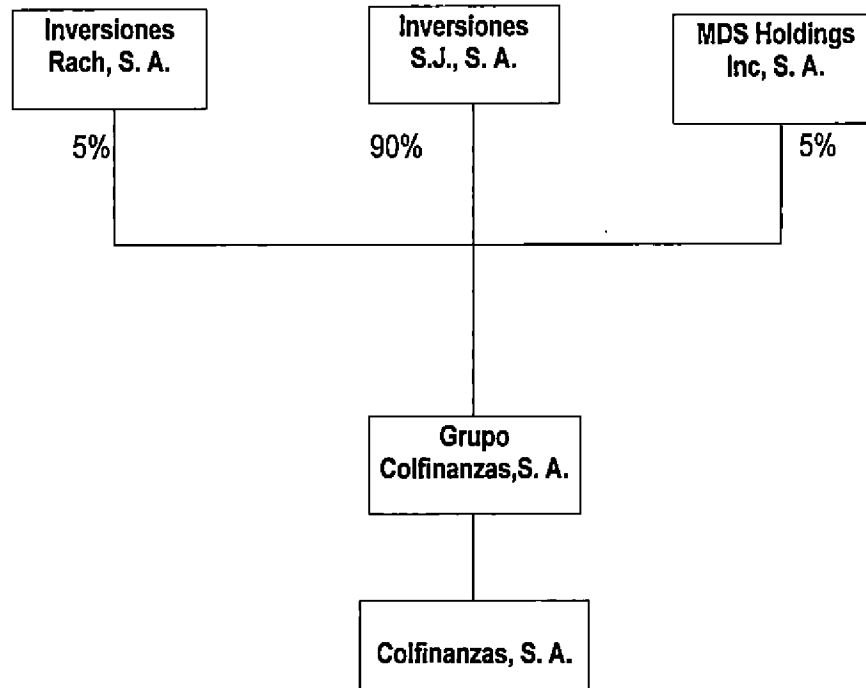 Inversiones
Rach, S. A.
Inversiones
S.J., S. A.
MDS Holdings
Inc, S. A.
5%
90%
5%
Grupo
Colfinanzas,S. A.
Colfinanzas, S. A.